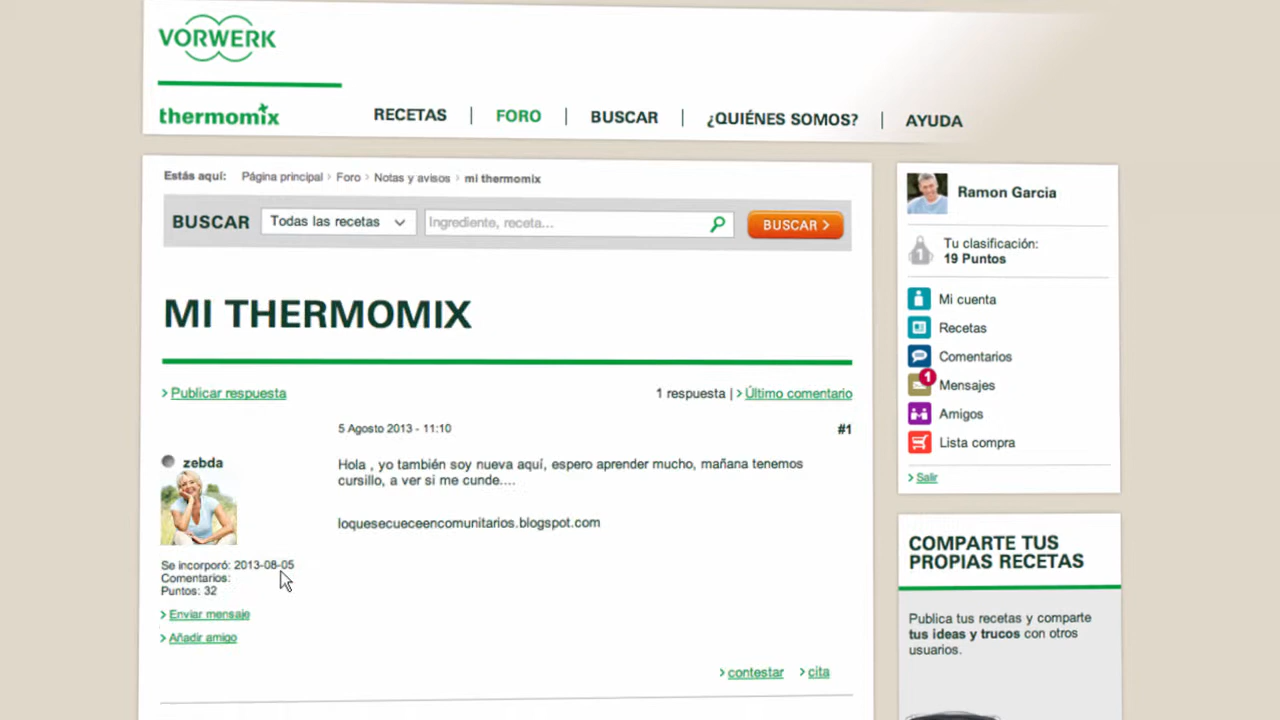 VORWERK
thermomix
RECETAS | FORO | BUSCAR | ¿QUIÉNES SOMOS? | AYUDA
Estás aquí: Página principal › Foro › Notas y avisos › mi thermomix
BUSCAR Todas las recetas Ingrediente, receta... BUSCAR >
MI THERMOMIX
> Publicar respuesta
1 respuesta | > Último comentario
5 Agosto 2013 - 11:10
#1
zebda
Hola , yo también soy nueva aquí, espero aprender mucho, mañana tenemos
cursillo, a ver si me cunde....
loquesecueceencomunitarios.blogspot.com
Se incorporó: 2013-08-05
Comentarios:
Puntos: 32
> Enviar mensaje
> Añadir amigo
> contestar > cita
Ramon Garcia
1
Tu clasificación:
19 Puntos
Mi cuenta
Recetas
Comentarios
1
Mensajes
Amigos
Lista compra
> Salir
COMPARTE TUS
PROPIAS RECETAS
Publica tus recetas y comparte
tus ideas y trucos con otros
usuarios.